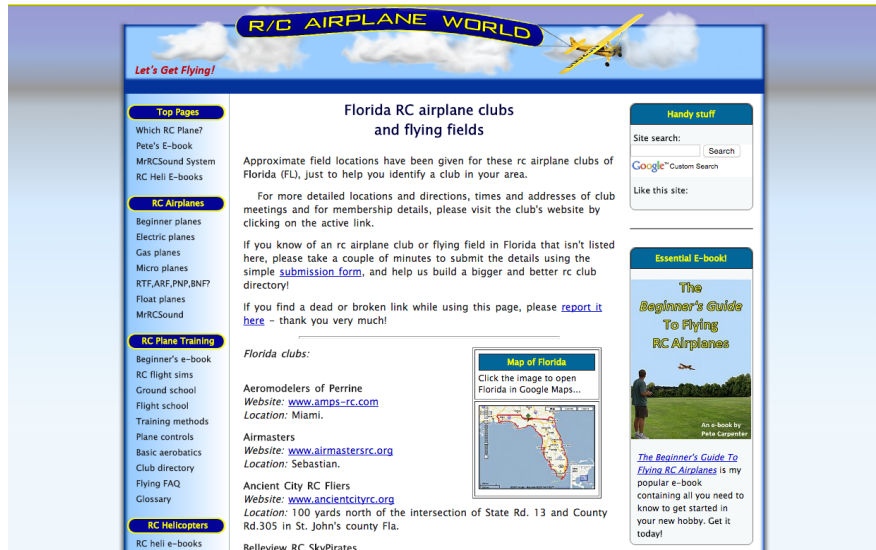 R/C AIRPLANE WORLD
Let's Get Flying!
Top Pages
Which RC Plane?
Pete's E-book
MrRCSound System
RC Heli E-books
RC Airplanes
Beginner planes
Electric planes
Gas planes
Micro planes
RTF,ARF,PNP,BNF?
Float planes
MrRCSound
RC Plane Training
Beginner's e-book
RC flight sims
Ground school
Flight school
Training methods
Plane controls
Basic aerobatics
Club directory
Flying FAQ
Glossary
RC Helicopters
RC heli e-books
Florida RC airplane clubs
and flying fields
Approximate field locations have been given for these rc airplane clubs of
Florida (FL), just to help you identify a club in your area.
For more detailed locations and directions, times and addresses of club
meetings and for membership details, please visit the club's website by
clicking on the active link.
If you know of an rc airplane club or flying field in Florida that isn't listed
here, please take a couple of minutes to submit the details using the
simple submission form, and help us build a bigger and better rc club
directory!
If you find a dead or broken link while using this page, please report it
here - thank you very much!
Florida clubs:
Aeromodelers of Perrine
Website: www.amps-rc.com
Location: Miami.
Airmasters
Website: www.airmastersrc.org
Location: Sebastian.
Ancient City RC Fliers
Website: www.ancientcityrc.org
Location: 100 yards north of the intersection of State Rd. 13 and County
Rd.305 in St. John's county Fla.
Belleview RC SkyPirates
Map of Florida
Click the image to open
Florida in Google Maps...
Handy stuff
Site search:
Search
Google™ Custom Search
Like this site:
Essential E-book!
The
Beginner's Guide
To Flying
RC Airplanes
An e-book by
Pete Carpenter
The Beginner's Guide To
Flying RC Airplanes is my
popular e-book
containing all you need to
know to get started in
your new hobby. Get it
today!